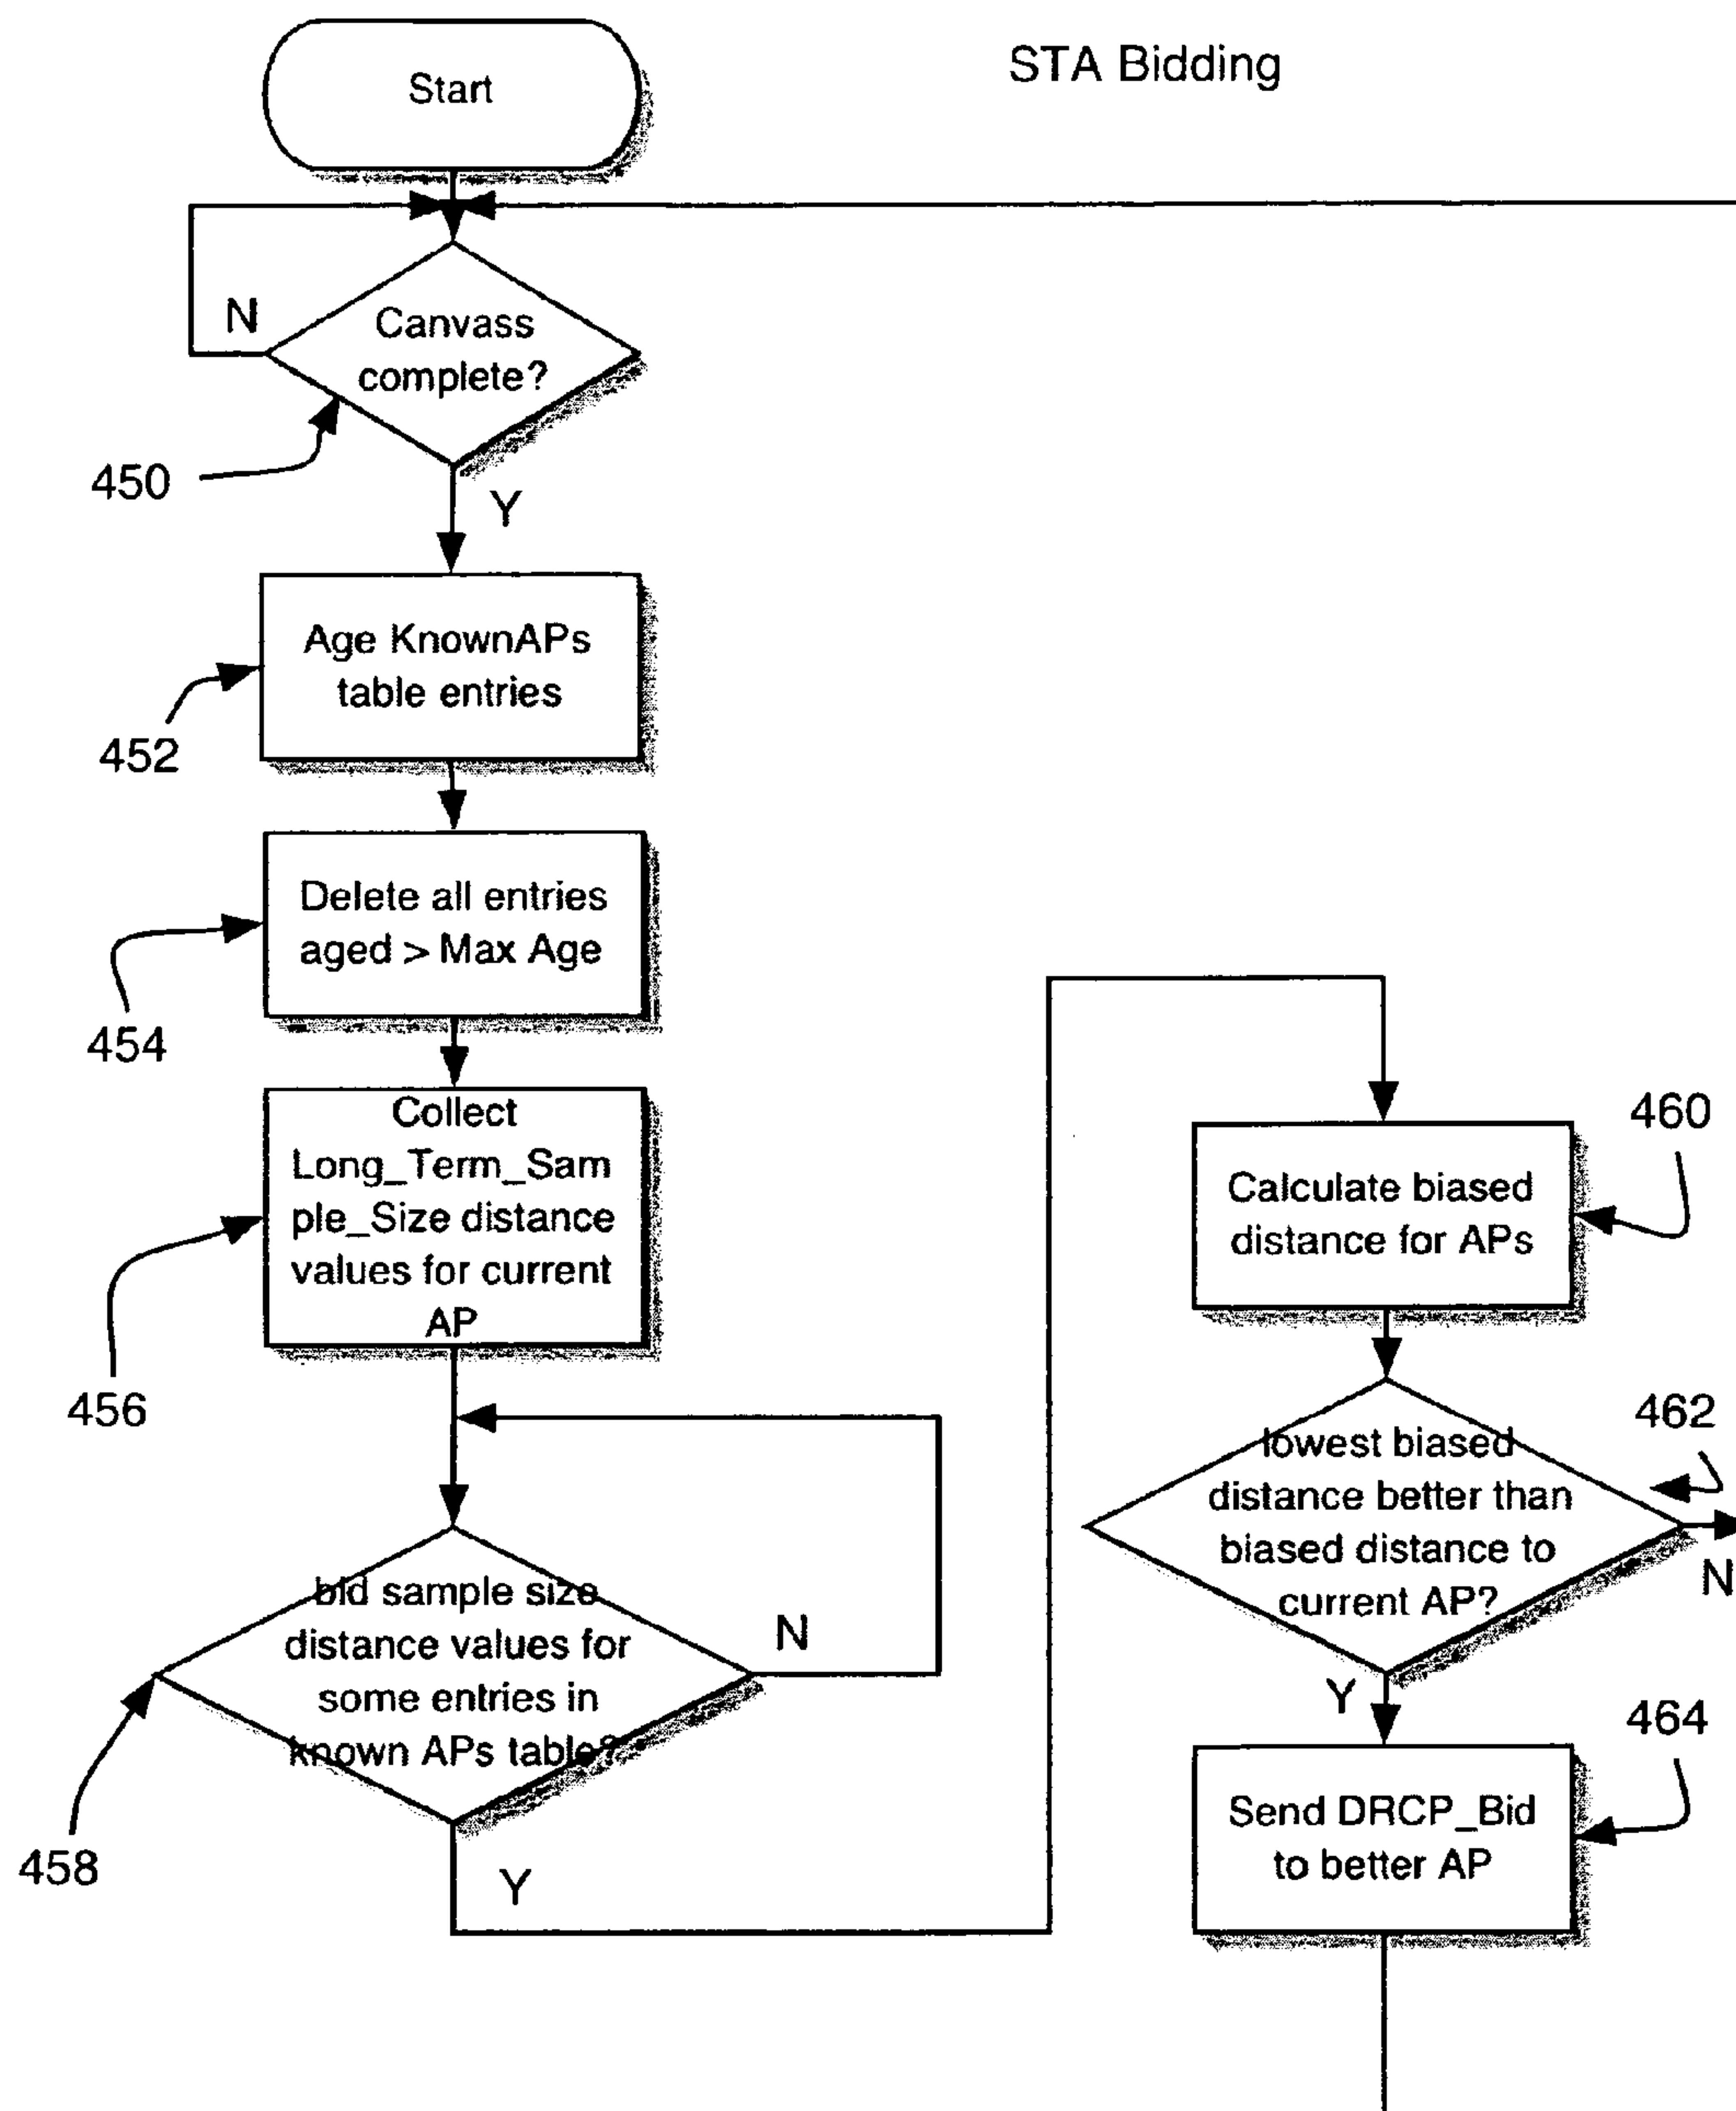 STA Bidding
Start
N
Canvass
complete?
450
Y
Age KnownAPs
table entries
452
Delete all entries
aged > Max Age
454
Collect
Long_Term_Sam
ple_Size distance
values for current
AP
456
bid sample size
distance values for
some entries in
known APs table?
N
458
Y
460
Calculate biased
distance for APs
462
lowest biased
distance better than
biased distance to
current AP?
N
Y
464
Send DRCP_Bid
to better AP